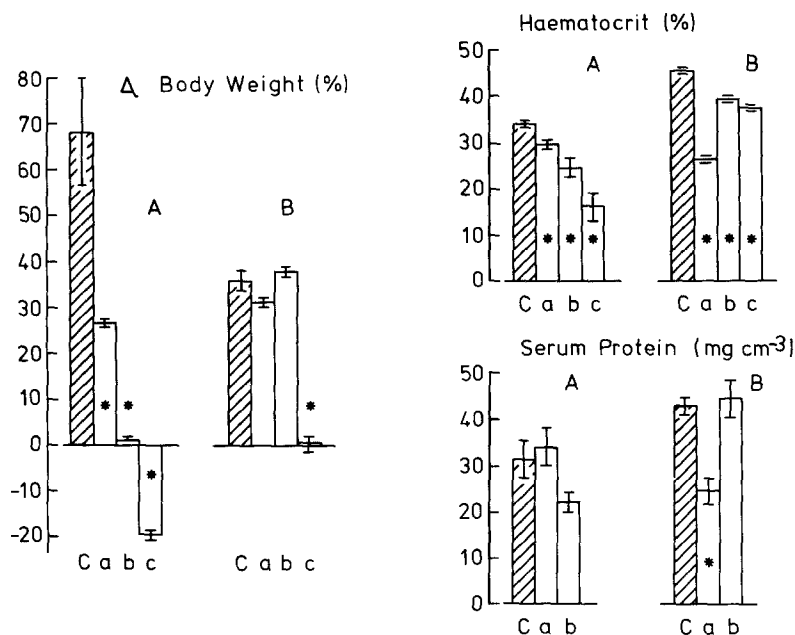 Δ Body Weight (%)
80
70
60
50
40
30
20
10
0
-10
-20
A
B
*
*
*
*
C a b c
C a b c
Haematocrit (%)
50
40
30
20
10
0
A
B
* * *
* * *
C a b c
C a b c
Serum Protein (mg cm-3)
50
40
30
20
10
0
A
B
*
C a b
C a b